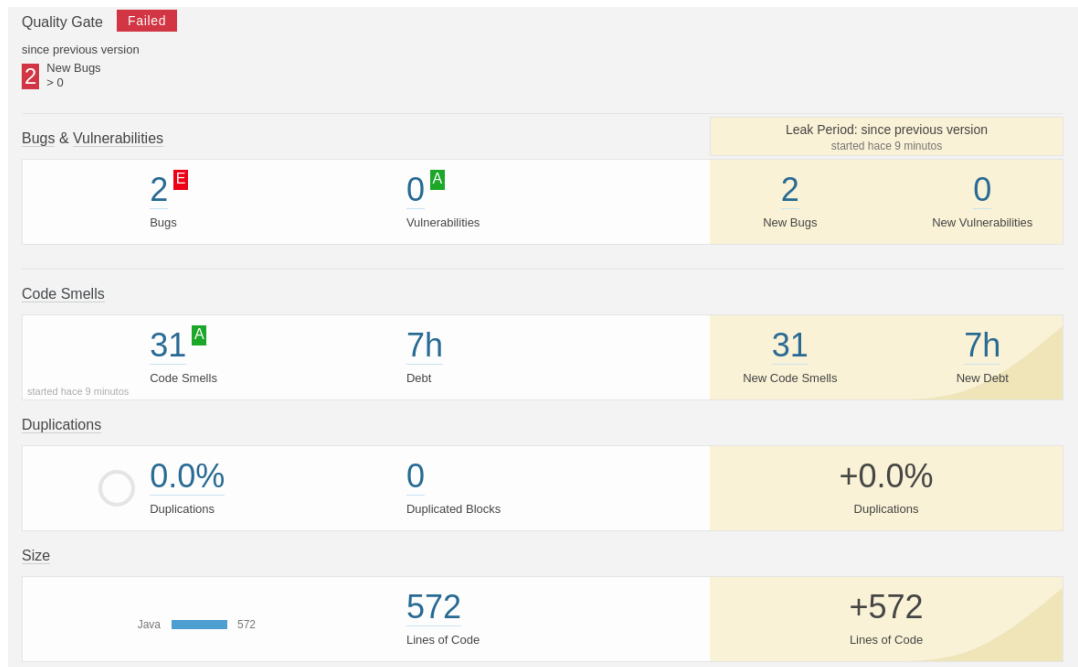 Quality Gate Failed
since previous version
2 New Bugs
> 0
Bugs & Vulnerabilities
Leak Period: since previous version
started hace 9 minutos
2 E 0 A 2 0
Bugs Vulnerabilities New Bugs New Vulnerabilities
Code Smells
31 A 7h 31 7h
Code Smells Debt New Code Smells New Debt
started hace 9 minutos
Duplications
0.0% 0 +0.0%
Duplications Duplicated Blocks Duplications
Size
572 +572
Java 572
Lines of Code Lines of Code